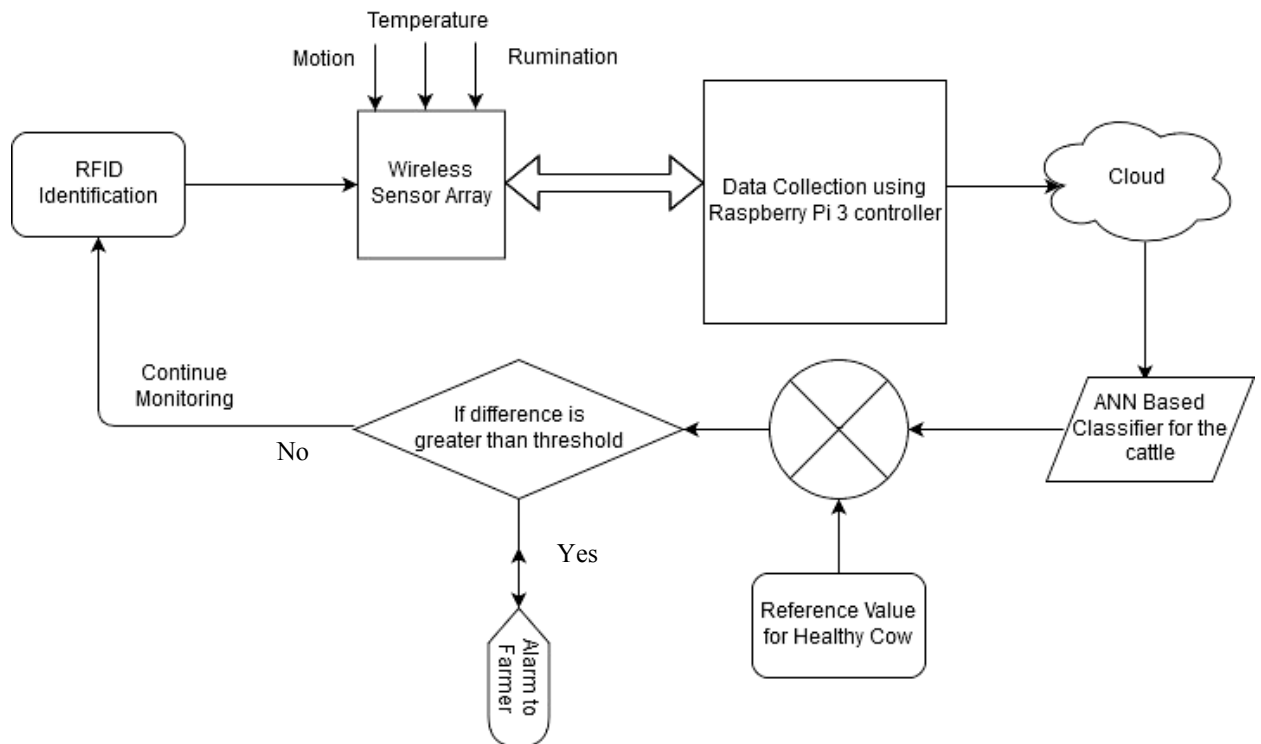 Temperature
Motion
Rumination
RFID
Identification
Wireless
Sensor Array
Data Collection using
Raspberry Pi 3 controller
Cloud
ANN Based
Classifier for the
cattle
Reference Value
for Healthy Cow
If difference is
greater than threshold
Yes
Alarm to
Farmer
No
Continue
Monitoring